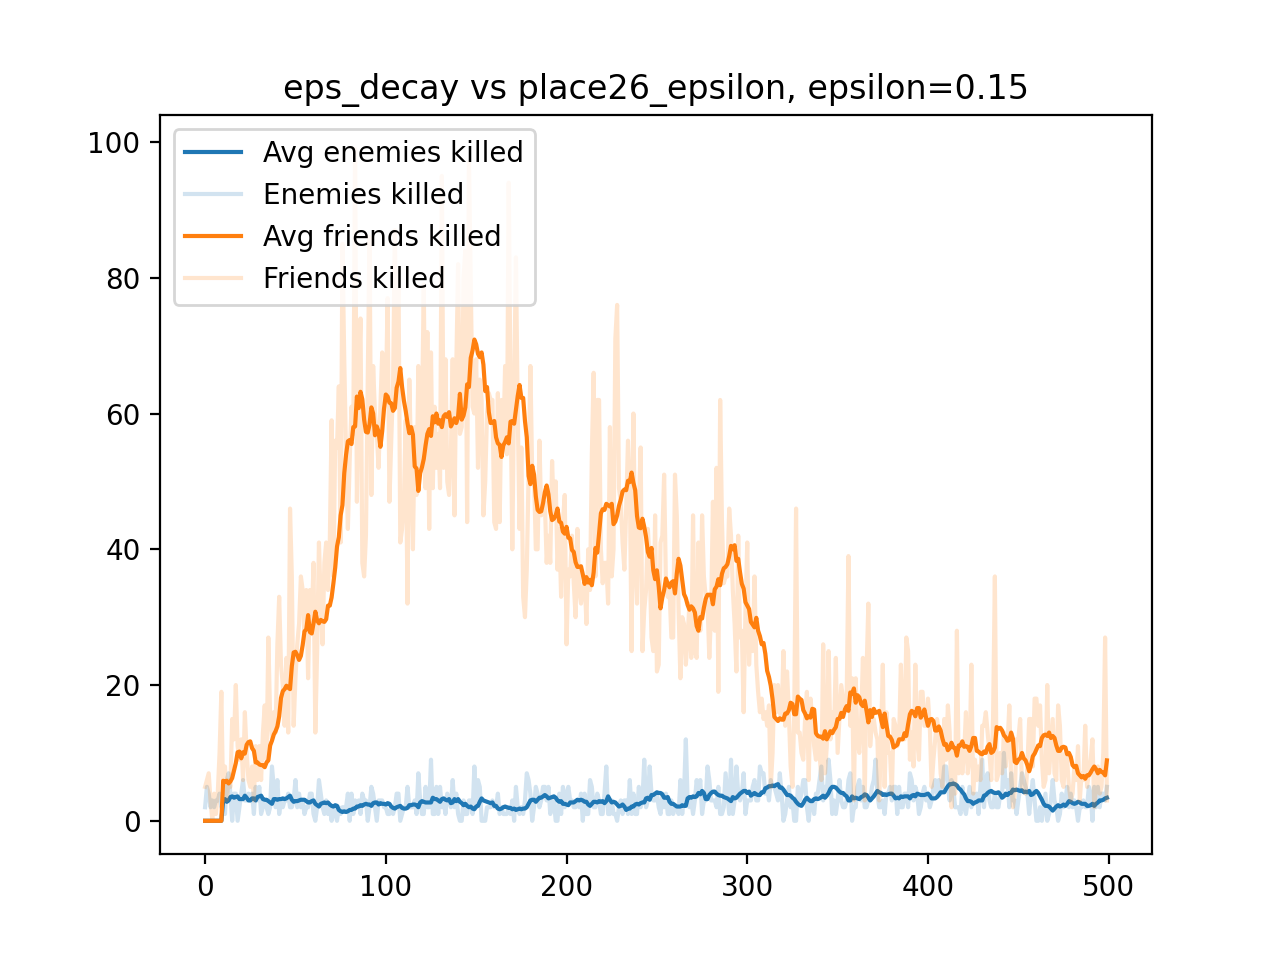 eps_decay vs place26_epsilon, epsilon=0.15
100
80
60
40
20
0
Avg enemies killed
Enemies killed
Avg friends killed
Friends killed
0 100 200 300 400 500